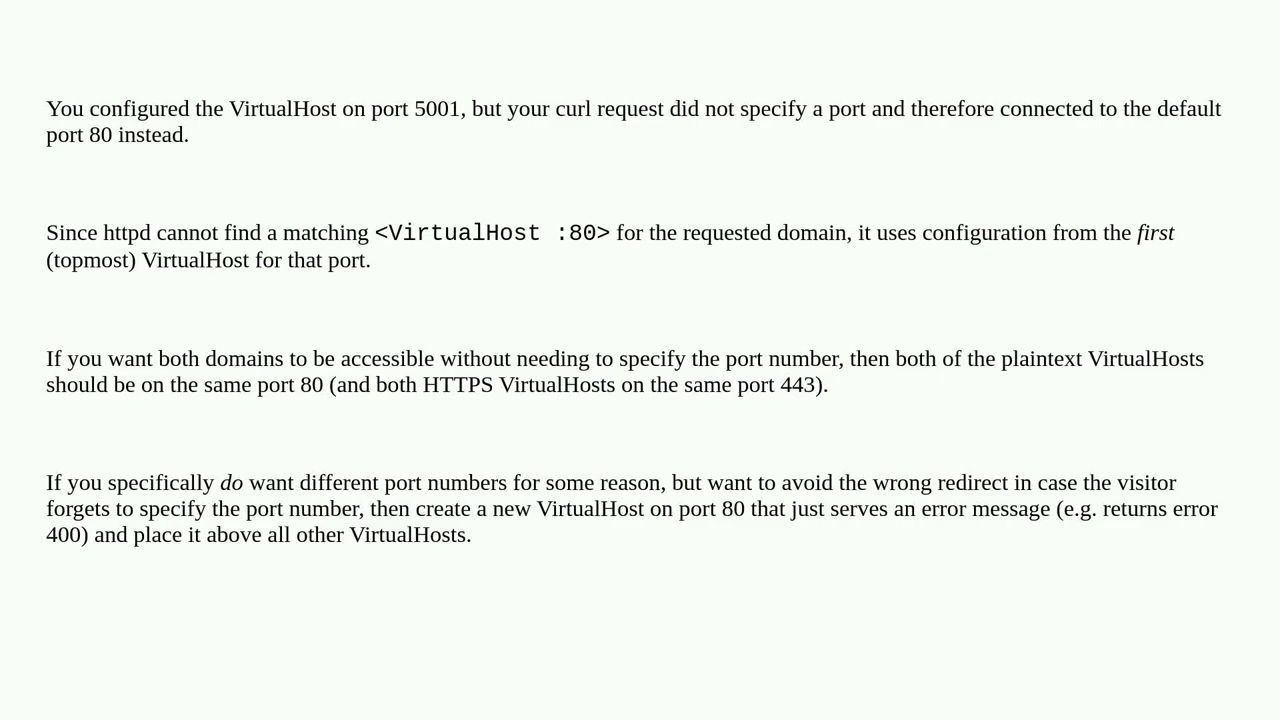 You configured the VirtualHost on port 5001, but your curl request did not specify a port and therefore connected to the default
port 80 instead.
Since httpd cannot find a matching <VirtualHost :80> for the requested domain, it uses configuration from the first
(topmost) VirtualHost for that port.
If you want both domains to be accessible without needing to specify the port number, then both of the plaintext VirtualHosts
should be on the same port 80 (and both HTTPS VirtualHosts on the same port 443).
If you specifically do want different port numbers for some reason, but want to avoid the wrong redirect in case the visitor
forgets to specify the port number, then create a new VirtualHost on port 80 that just serves an error message (e.g. returns error
400) and place it above all other VirtualHosts.